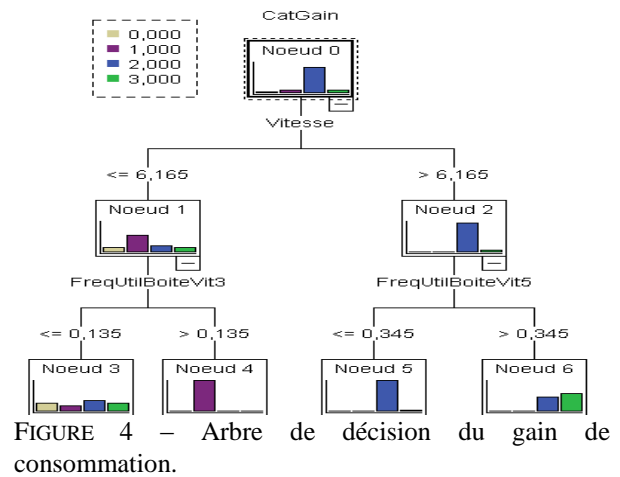 CatGain
0,000
1,000
2,000
3,000
Noeud 0
Vitesse
<= 6,165 > 6,165
Noeud 1 Noeud 2
FreqUtilBoiteVit3 FreqUtilBoiteVit5
<= 0,135 > 0,135 <= 0,345 > 0,345
Noeud 3 Noeud 4 Noeud 5 Noeud 6
FIGURE 4 – Arbre de décision du gain de
consommation.